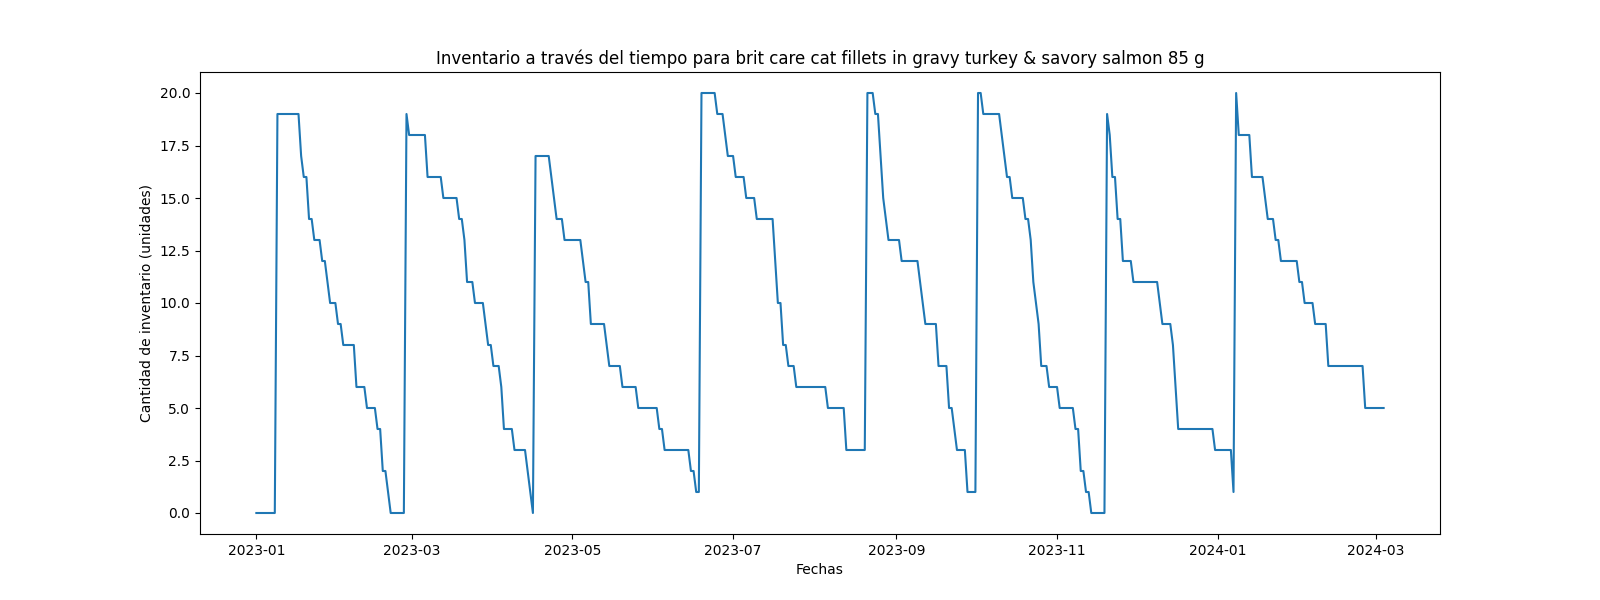 Inventario a través del tiempo para brit care cat fillets in gravy turkey & savory salmon 85 g
Cantidad de inventario (unidades)
20.0
17.5
15.0
12.5
10.0
7.5
5.0
2.5
0.0
2023-01 2023-03 2023-05 2023-07 2023-09 2023-11 2024-01 2024-03
Fechas